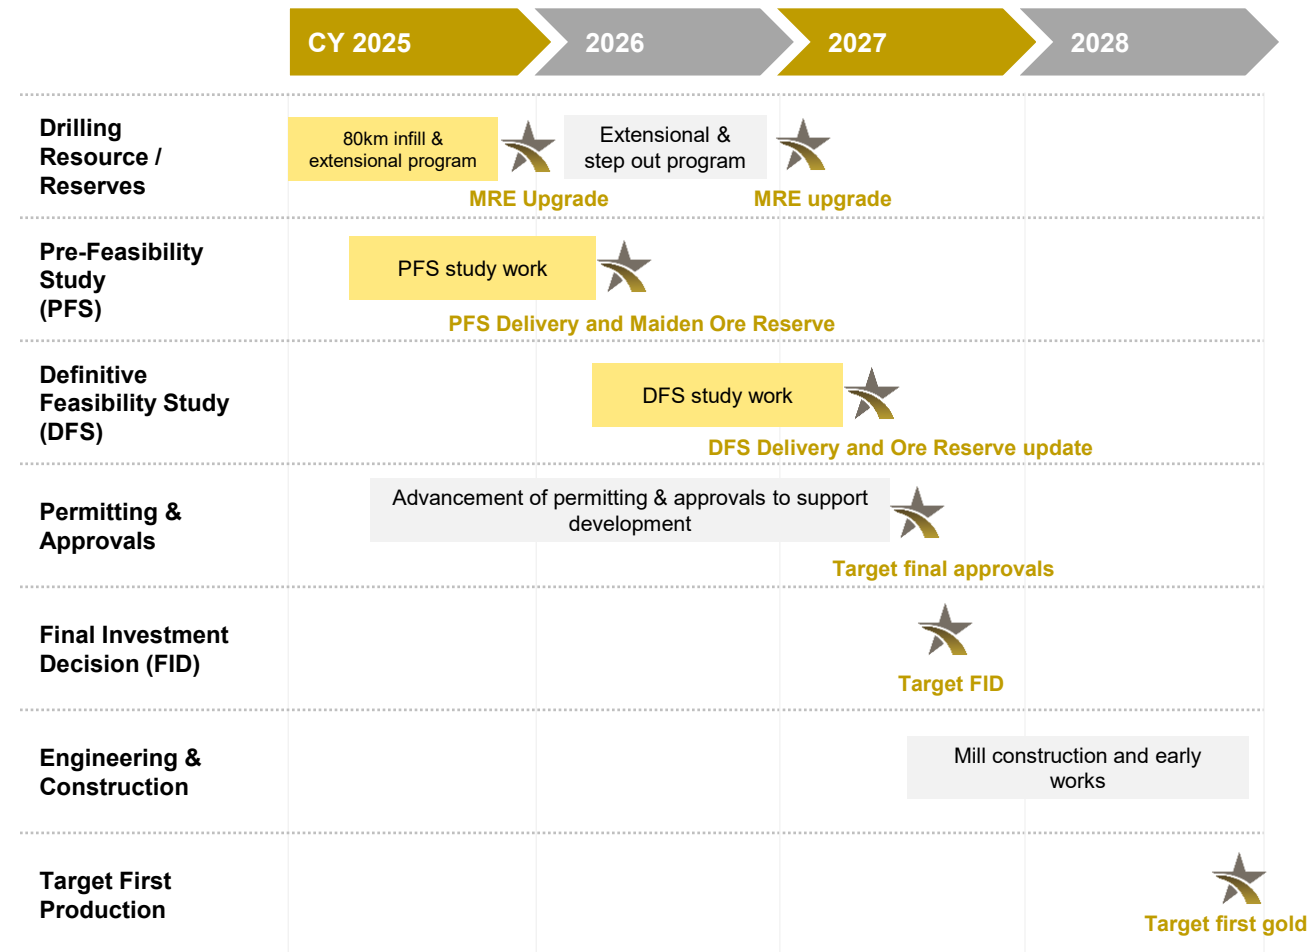 CY 2025
2026
2027
2028
Drilling
Resource /
Reserves
80km infill &
extensional program
MRE Upgrade
Extensional &
step out program
MRE upgrade
Pre-Feasibility
Study
(PFS)
PFS study work
PFS Delivery and Maiden Ore Reserve
Definitive
Feasibility Study
(DFS)
DFS study work
DFS Delivery and Ore Reserve update
Permitting &
Approvals
Advancement of permitting & approvals to support
development
Target final approvals
Final Investment
Decision (FID)
Target FID
Engineering &
Construction
Mill construction and early
works
Target First
Production
Target first gold